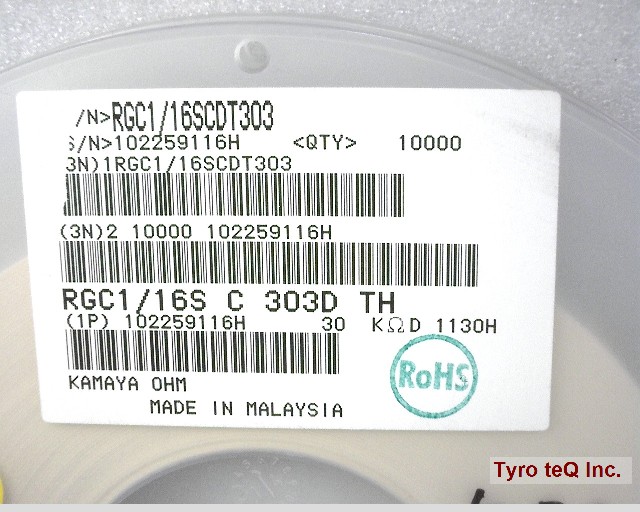 /N>RGC1/16SCDT303
S/N>102259116H <QTY> 10000
3N)1RGC1/16SCDT303
(3N)2 10000 102259116H
RGC1/16S C 303D TH
(1P) 102259116H 30 KΩ D 1130H
RoHS
KAMAYA OHM
MADE IN MALAYSIA
Tyro teQ Inc.